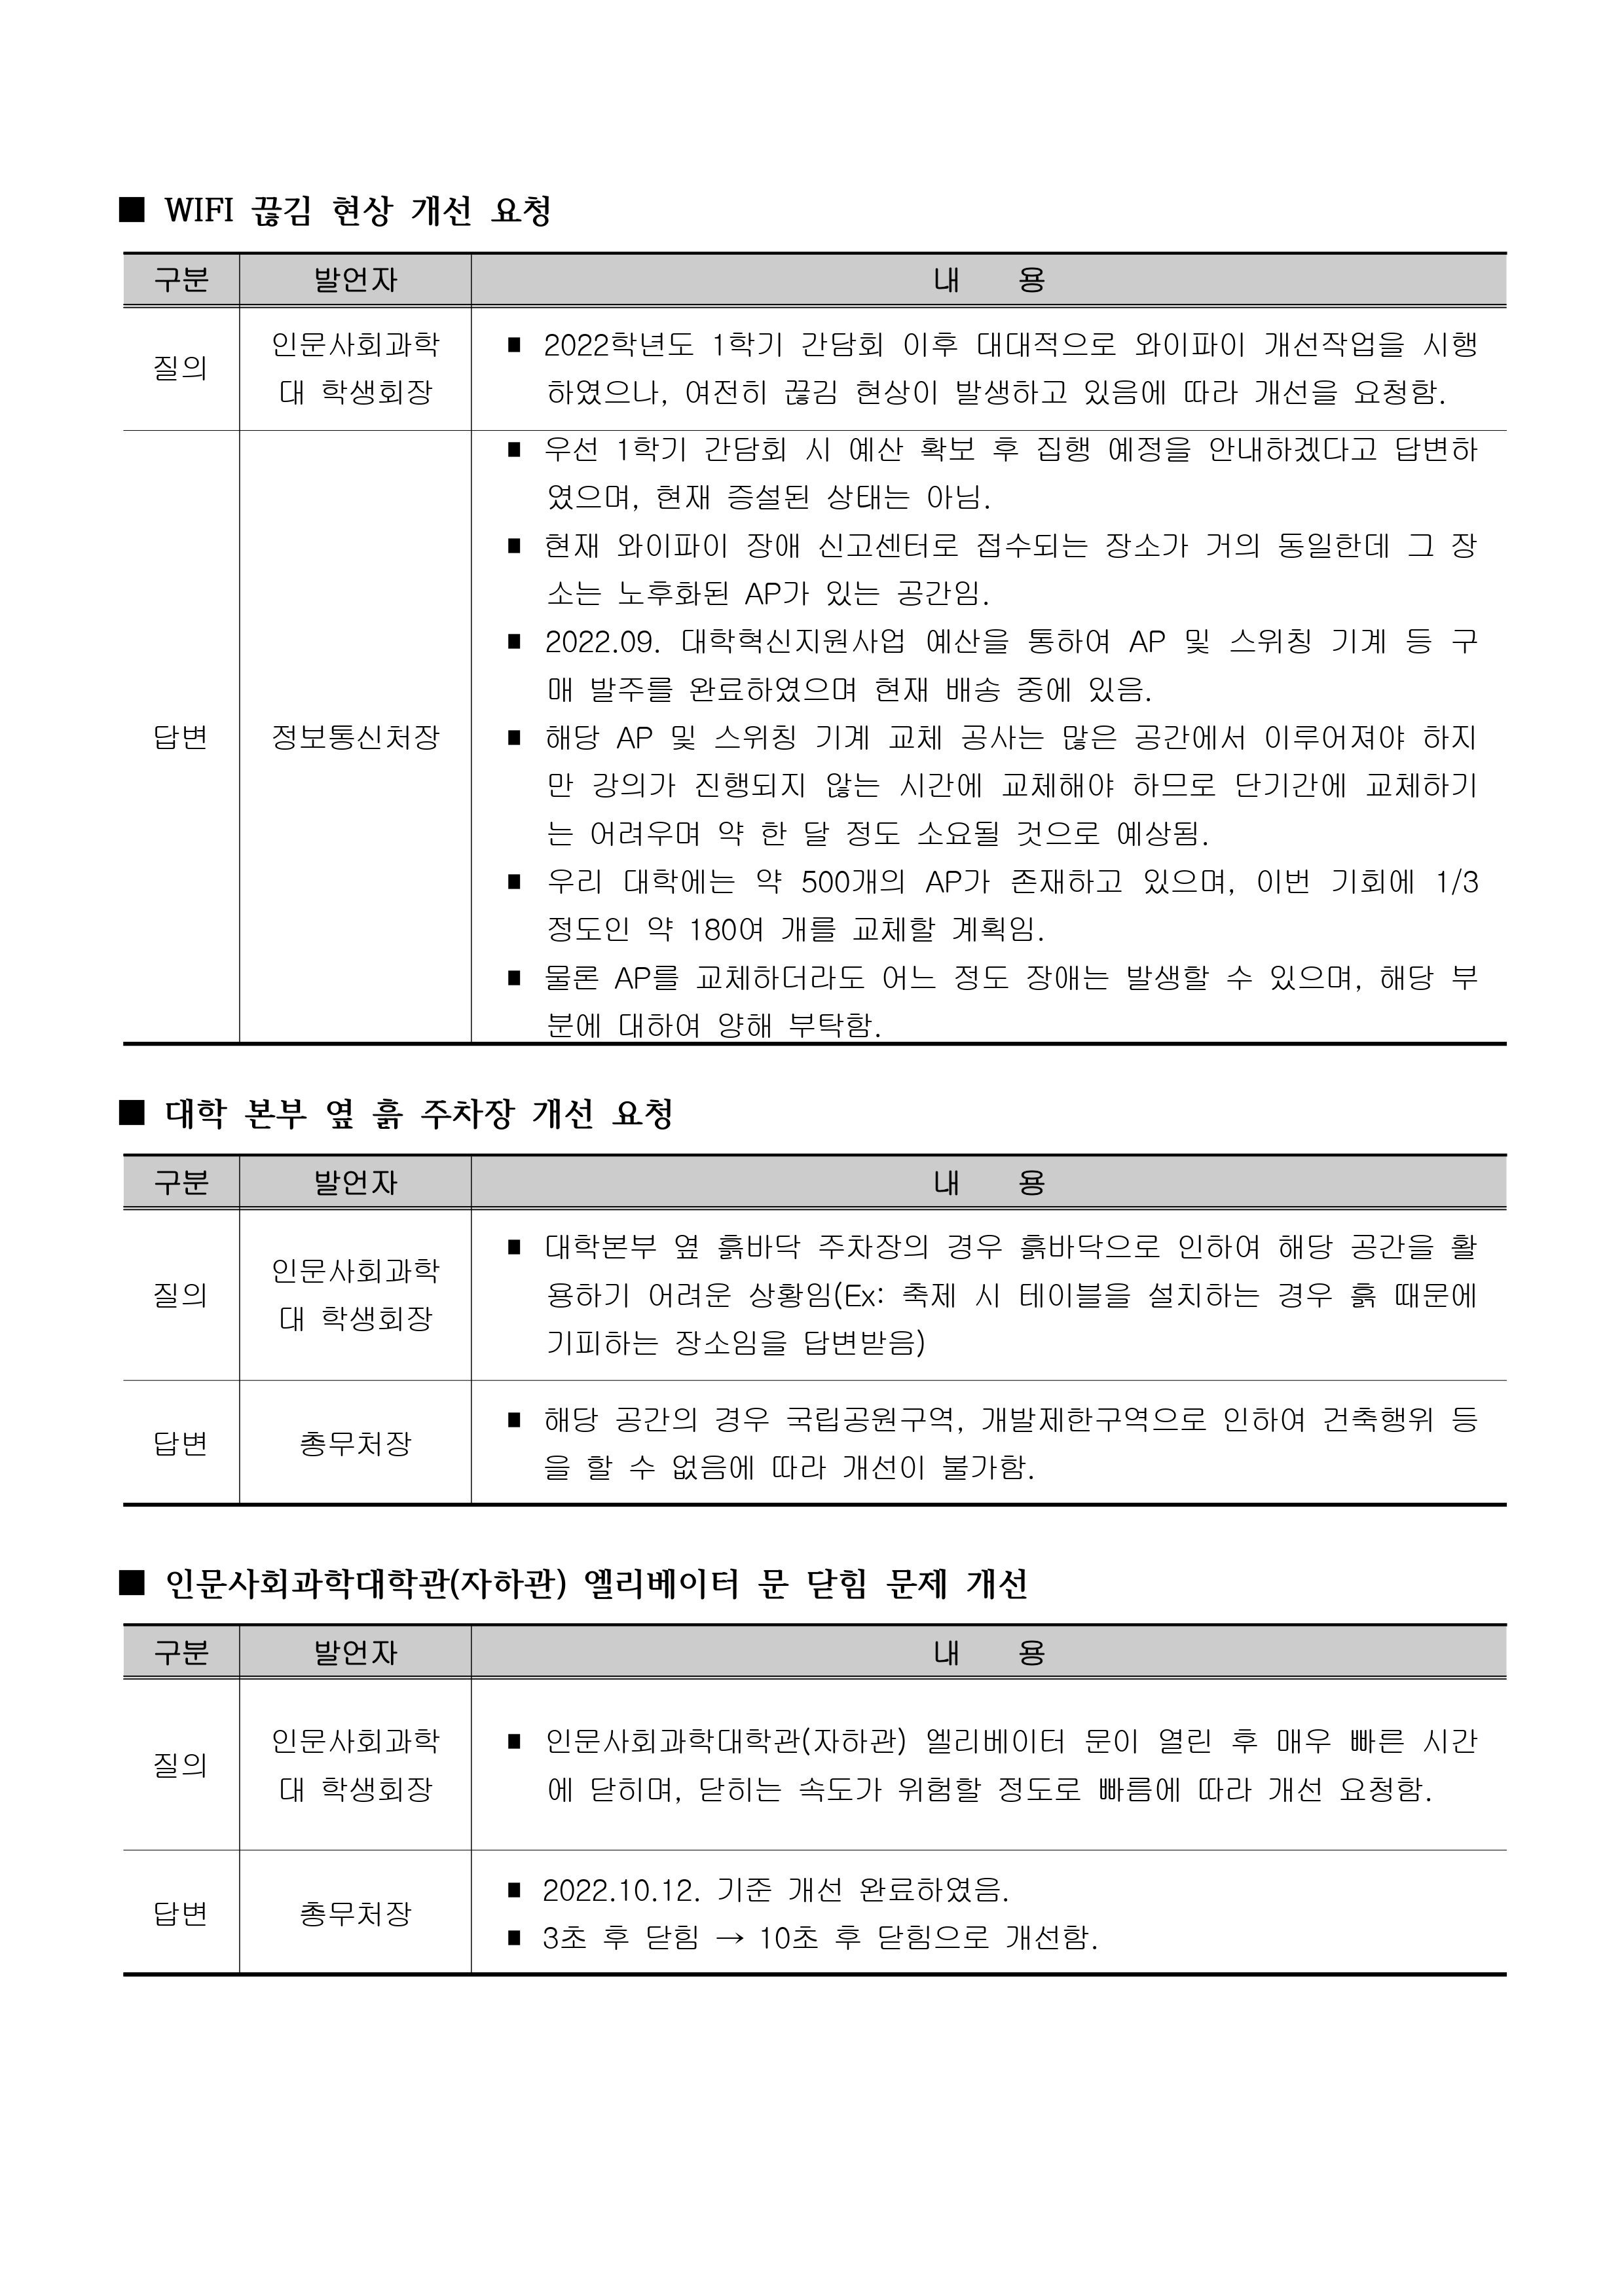 ■ WIFI 끊김 현상 개선 요청
구분 발언자 내 용
질의
인문사회과학
대 학생회장
■ 2022학년도 1학기 간담회 이후 대대적으로 와이파이 개선작업을 시행
하였으나, 여전히 끊김 현상이 발생하고 있음에 따라 개선을 요청함.
답변
정보통신처장
■ 우선 1학기 간담회 시 예산 확보 후 집행 예정을 안내하겠다고 답변하
였으며, 현재 증설된 상태는 아님.
■ 현재 와이파이 장애 신고센터로 접수되는 장소가 거의 동일한데 그 장
소는 노후화된 AP가 있는 공간임.
■ 2022.09. 대학혁신지원사업 예산을 통하여 AP 및 스위칭 기계 등 구
매 발주를 완료하였으며 현재 배송 중에 있음.
■ 해당 AP 및 스위칭 기계 교체 공사는 많은 공간에서 이루어져야 하지
만 강의가 진행되지 않는 시간에 교체해야 하므로 단기간에 교체하기
는 어려우며 약 한 달 정도 소요될 것으로 예상됨.
■ 우리 대학에는 약 500개의 AP가 존재하고 있으며, 이번 기회에 1/3
정도인 약 180여 개를 교체할 계획임.
■ 물론 AP를 교체하더라도 어느 정도 장애는 발생할 수 있으며, 해당 부
분에 대하여 양해 부탁함.
■ 대학 본부 옆 흙 주차장 개선 요청
구분 발언자 내 용
질의
인문사회과학
대 학생회장
■ 대학본부 옆 흙바닥 주차장의 경우 흙바닥으로 인하여 해당 공간을 활
용하기 어려운 상황임(Ex: 축제 시 테이블을 설치하는 경우 흙 때문에
기피하는 장소임을 답변받음)
답변
총무처장
■ 해당 공간의 경우 국립공원구역, 개발제한구역으로 인하여 건축행위 등
을 할 수 없음에 따라 개선이 불가함.
■ 인문사회과학대학관(자하관) 엘리베이터 문 닫힘 문제 개선
구분 발언자 내 용
질의
인문사회과학
대 학생회장
■ 인문사회과학대학관(자하관) 엘리베이터 문이 열린 후 매우 빠른 시간
에 닫히며, 닫히는 속도가 위험할 정도로 빠름에 따라 개선 요청함.
답변
총무처장
■ 2022.10.12. 기준 개선 완료하였음.
■ 3초 후 닫힘 → 10초 후 닫힘으로 개선함.